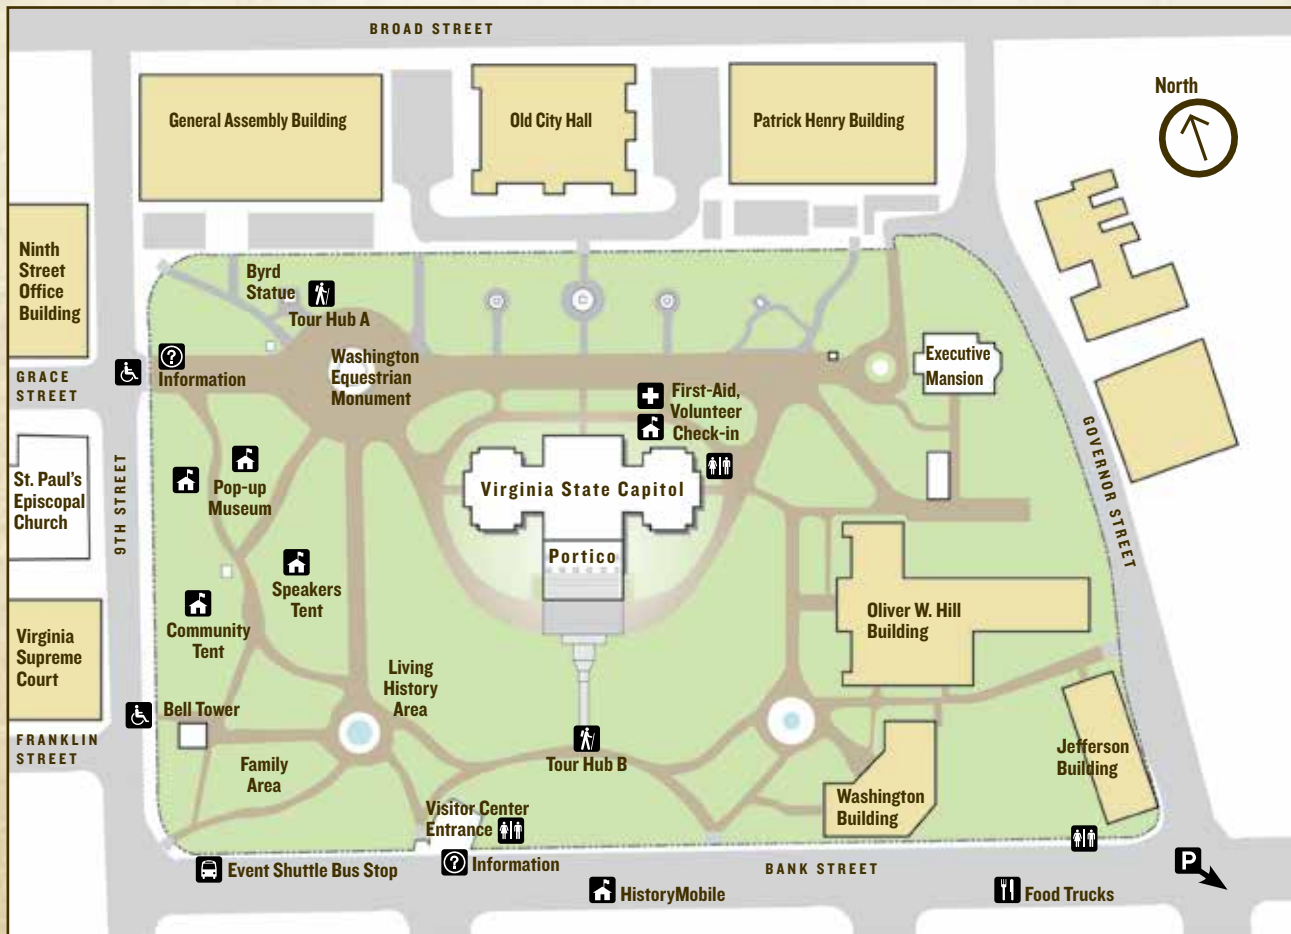 BROAD STREET
North
General Assembly Building
Old City Hall
Patrick Henry Building
Ninth
Street
Office
Building
Byrd
Statue
Tour Hub A
Washington
Equestrian
Monument
Executive
Mansion
?
Information
GRACE
STREET
First-Aid,
Volunteer
Check-in
GOVERNOR STREET
9TH STREET
St. Paul's
Episcopal
Church
Pop-up
Museum
Virginia State Capitol
Portico
Speakers
Tent
Community
Tent
Oliver W. Hill
Building
Virginia
Supreme
Court
Living
History
Area
Bell Tower
FRANKLIN
STREET
Family
Area
Tour Hub B
Jefferson
Building
Washington
Building
Visitor Center
Entrance
Event Shuttle Bus Stop
?
Information
BANK STREET
P
HistoryMobile
Food Trucks